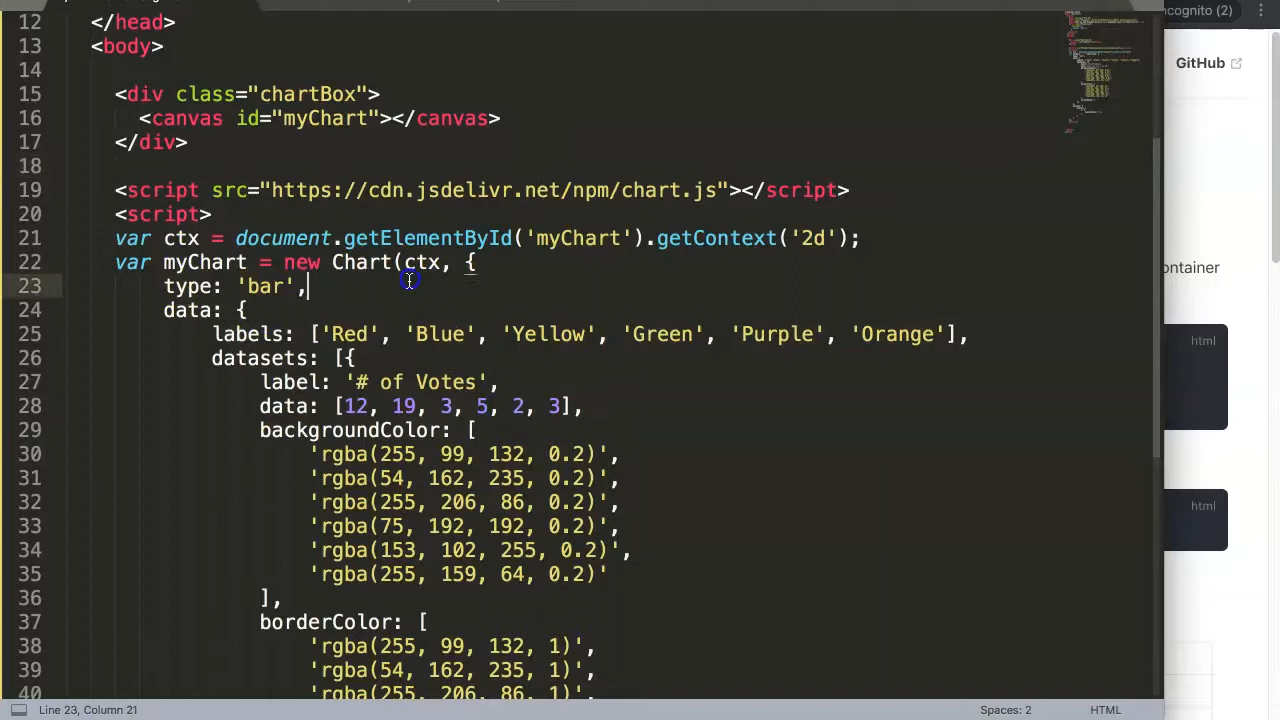 ncognito (2)
12 </head>
13 <body>
14
15 <div class="chartBox">
16 <canvas id="myChart"></canvas>
17 </div>
18
19 <script src="https://cdn.jsdelivr.net/npm/chart.js"></script>
20 <script>
21 var ctx = document.getElementById('myChart').getContext('2d');
22 var myChart = new Chart(ctx, {
23 type: 'bar',
24 data: {
25 labels: ['Red', 'Blue', 'Yellow', 'Green', 'Purple', 'Orange'],
26 datasets: [{
27 label: '# of Votes',
28 data: [12, 19, 3, 5, 2, 3],
29 backgroundColor: [
30 'rgba(255, 99, 132, 0.2)',
31 'rgba(54, 162, 235, 0.2)',
32 'rgba(255, 206, 86, 0.2)',
33 'rgba(75, 192, 192, 0.2)',
34 'rgba(153, 102, 255, 0.2)',
35 'rgba(255, 159, 64, 0.2)'
36 ],
37 borderColor: [
38 'rgba(255, 99, 132, 1)',
39 'rgba(54, 162, 235, 1)',
40 'rgba(255, 206, 86, 1)',
Line 23, Column 21
Spaces: 2
HTML
GitHub
ontainer
html
html